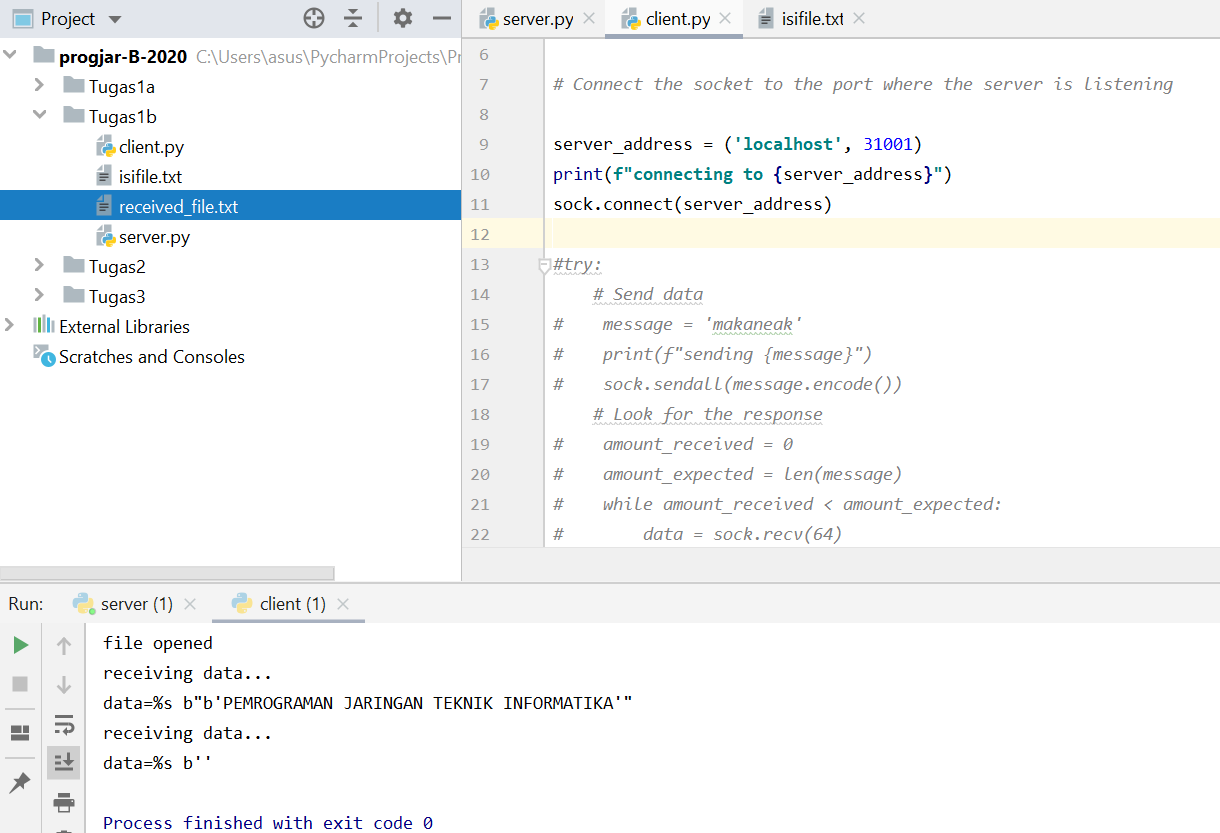 Project
server.py
client.py
isifile.txt
progjar-B-2020 C:\Users\asus\PycharmProjects\Pr
Tugas1a
Tugas1b
client.py
isifile.txt
received_file.txt
server.py
Tugas2
Tugas3
External Libraries
Scratches and Consoles
6
7 # Connect the socket to the port where the server is listening
8
9 server_address = ('localhost', 31001)
10 print(f"connecting to {server_address}")
11 sock.connect(server_address)
12
13 #try:
14 # Send data
15 # message = 'makaneak'
16 # print(f"sending {message}")
17 # sock.sendall(message.encode())
18 # Look for the response
19 # amount_received = 0
20 # amount_expected = len(message)
21 # while amount_received < amount_expected:
22 # data = sock.recv(64)
Run: server (1) client (1)
file opened
receiving data...
data=%s b"b'PEMROGRAMAN JARINGAN TEKNIK INFORMATIKA'"
receiving data...
data=%s b''
Process finished with exit code 0